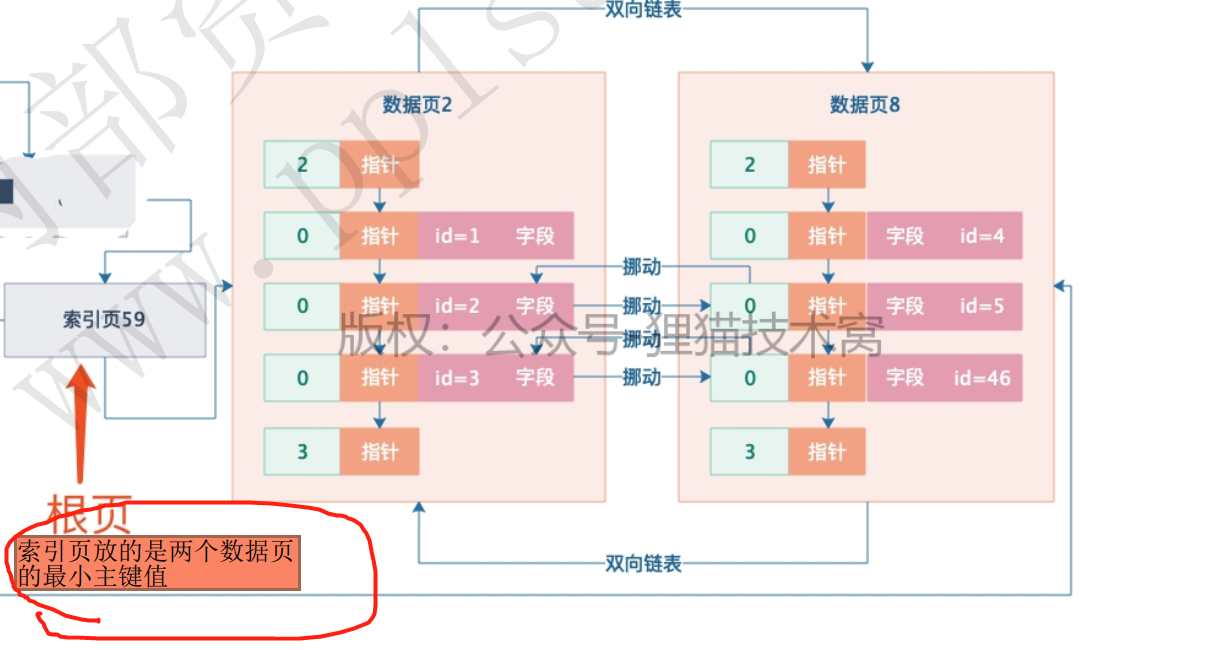 双向链表
数据页2
数据页8
2 指针
2 指针
0 指针 id=1 字段
0 指针 字段 id=4
挪动
0 指针 id=2 字段
挪动
0 指针 字段 id=5
索引页59
版权：公众号 狸猫技术窝
挪动
0 指针 id=3 字段
挪动
0 指针 字段 id=46
3 指针
3 指针
根页
索引页放的是两个数据页
的最小主键值
双向链表
www.ppls